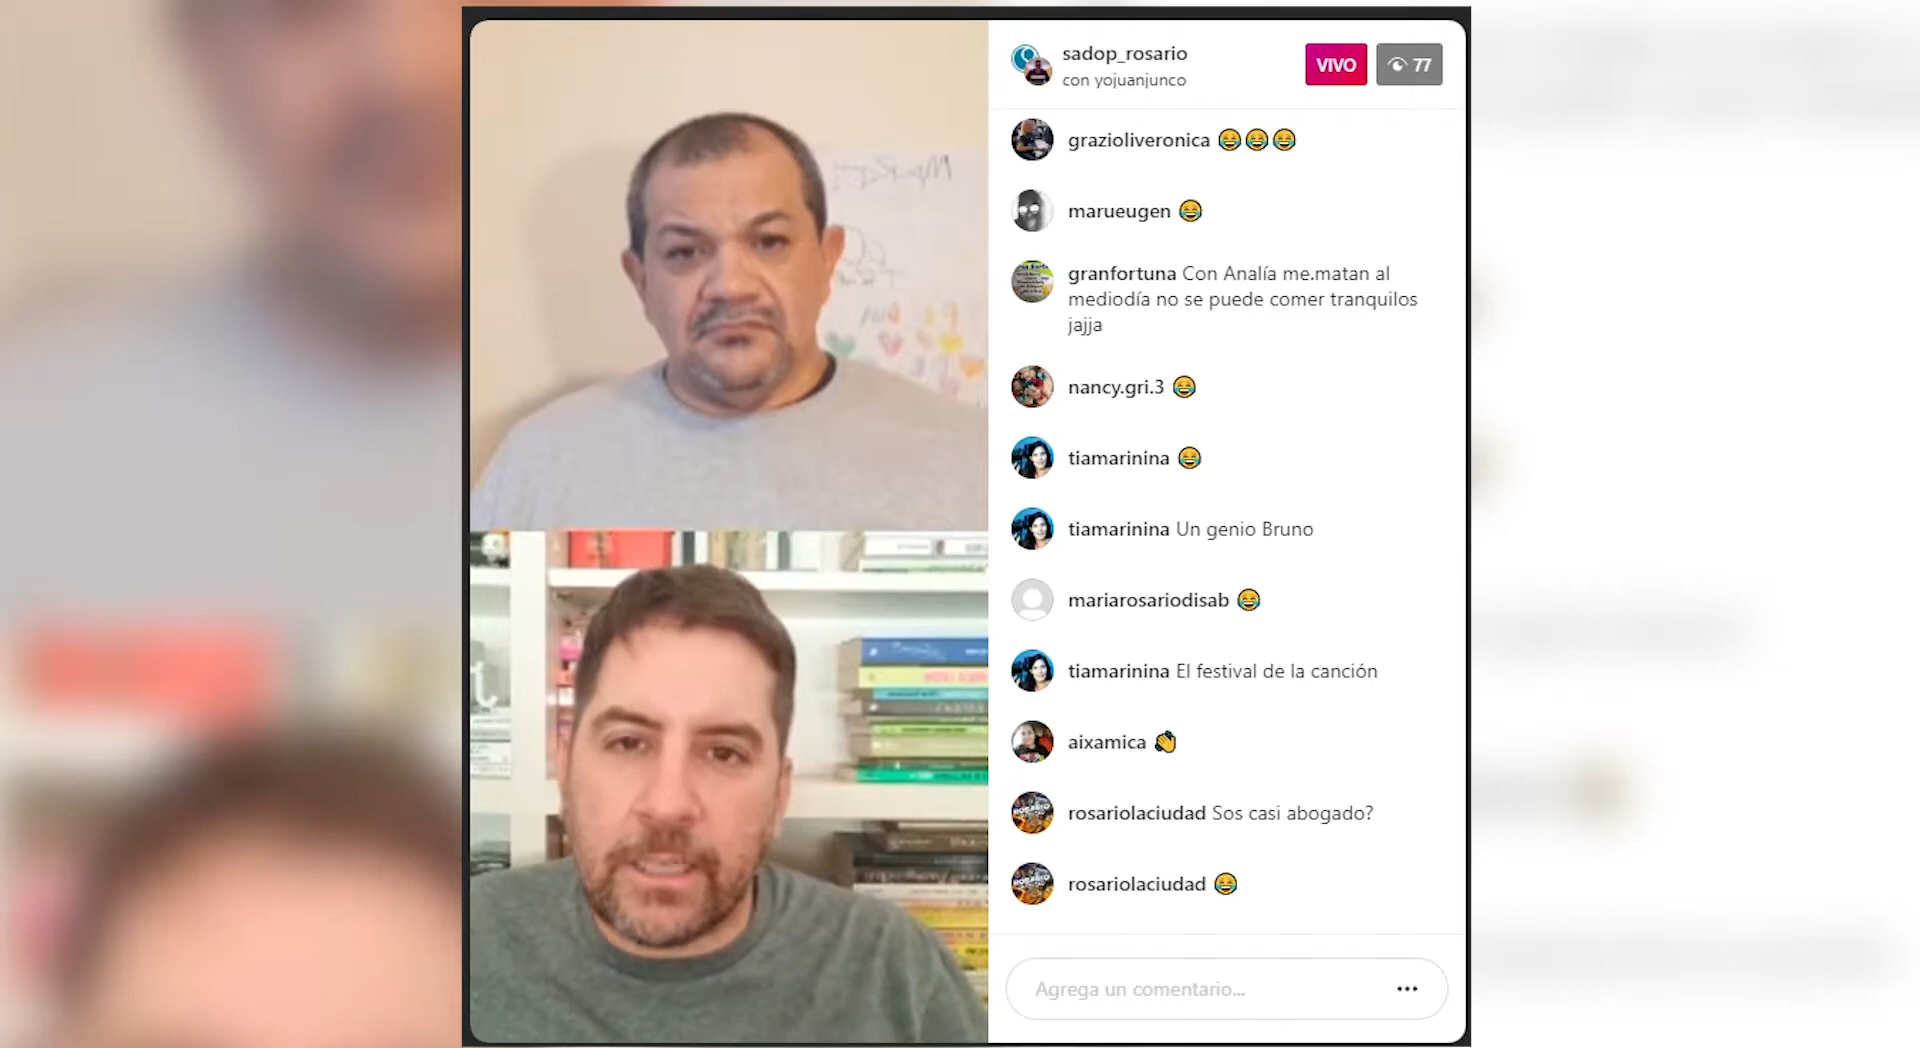 sadop_rosario
con yojuanjunco
VIVO
77
grazioliveronica 😂😂😂
marueugen 😂
granfortuna Con Analía me.matan al
mediodía no se puede comer tranquilos
jajja
nancy.gri.3 😂
tiamarinina 😂
tiamarinina Un genio Bruno
mariarosariodisab 😂
tiamarinina El festival de la canción
aixamica 👏
rosariolaciudad Sos casi abogado?
rosariolaciudad 😂
Agrega un comentario...